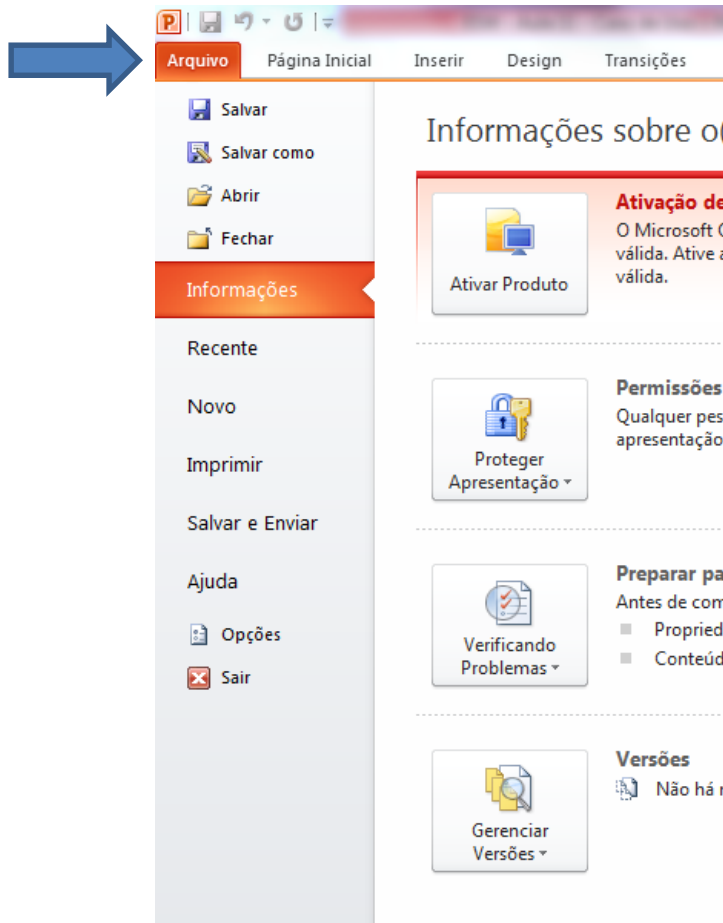 Arquivo Página Inicial Inserir Design Transições
Salvar
Salvar como
Abrir
Fechar
Informações
Recente
Novo
Imprimir
Salvar e Enviar
Ajuda
Opções
Sair
Informações sobre o(
Ativar Produto
Ativação de
O Microsoft
válida. Ative a
válida.
Proteger
Apresentação
Permissões
Qualquer pes
apresentação
Verificando
Problemas
Preparar pa
Antes de com
Propried
Conteúd
Gerenciar
Versões
Versões
Não há